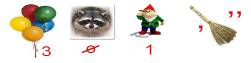 3 ø 1 , ,,